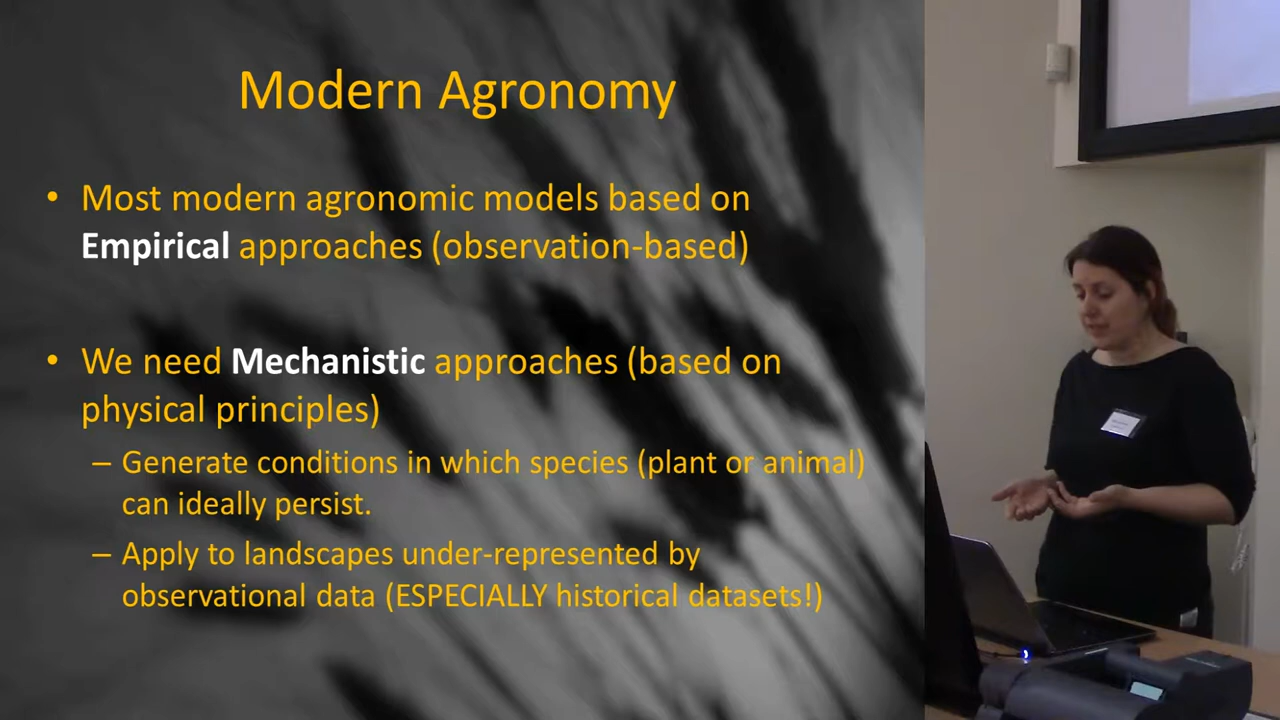 Modern Agronomy
• Most modern agronomic models based on
Empirical approaches (observation-based)
• We need Mechanistic approaches (based on
physical principles)
– Generate conditions in which species (plant or animal)
can ideally persist.
– Apply to landscapes under-represented by
observational data (ESPECIALLY historical datasets!)